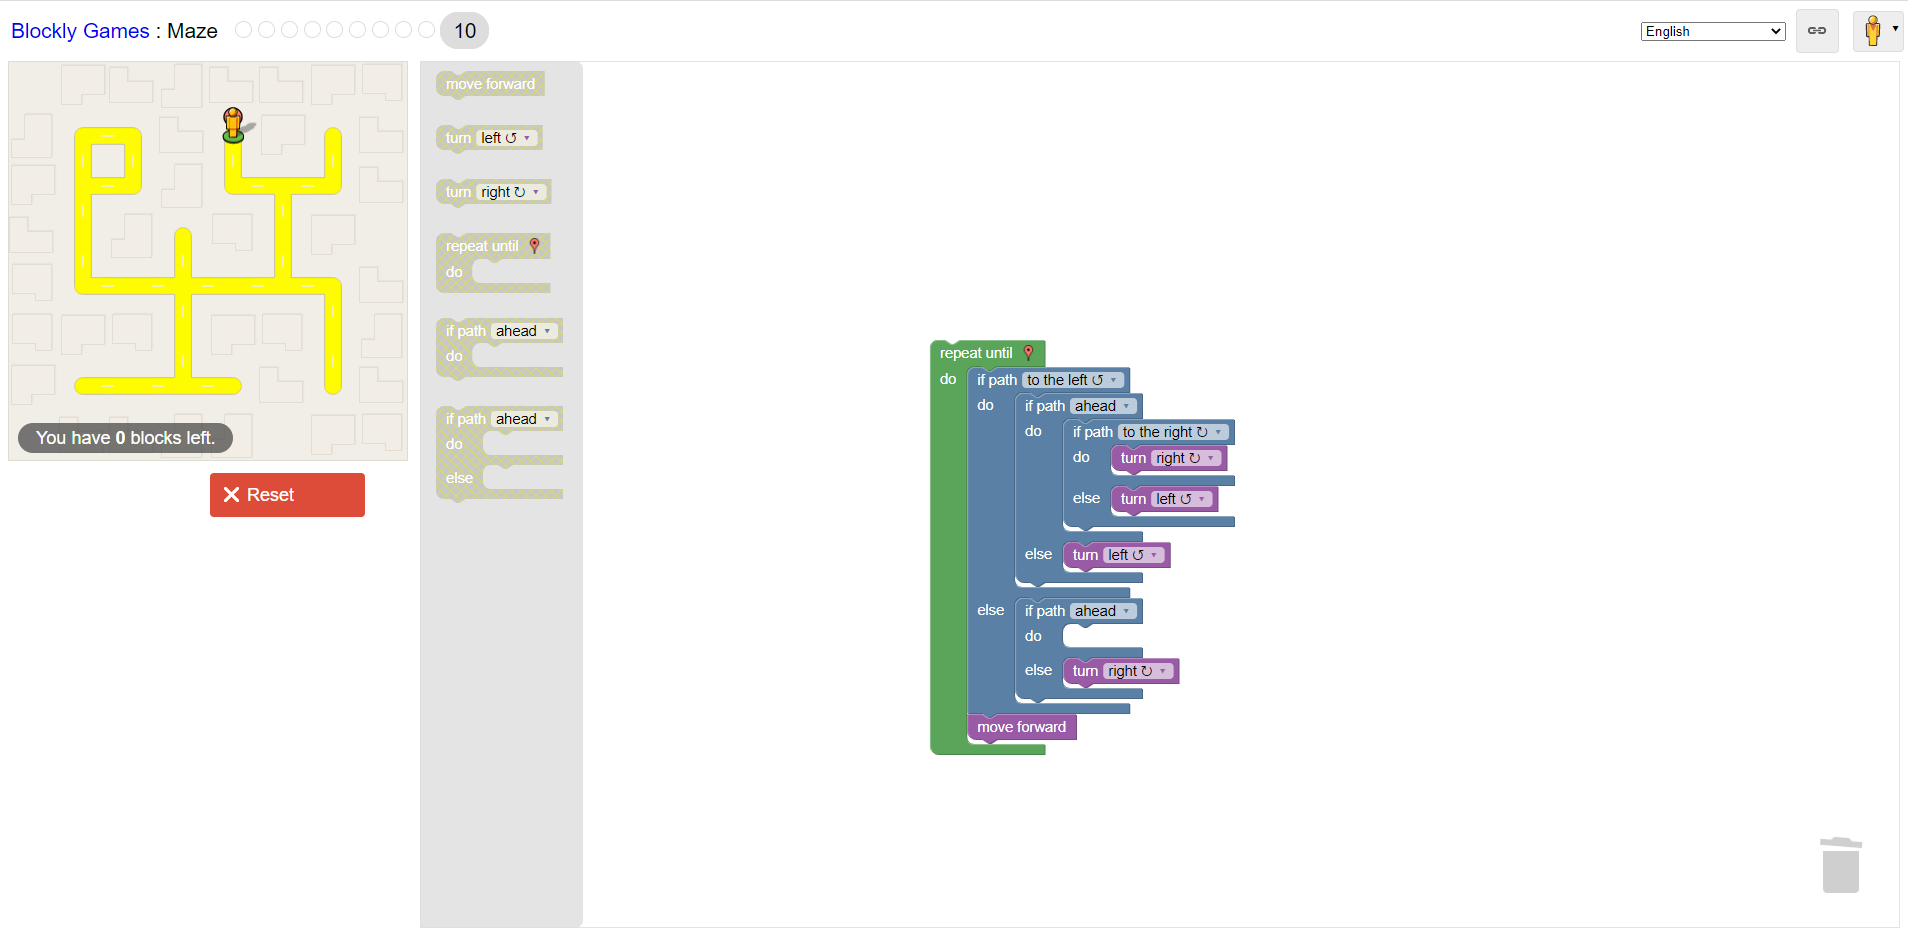 Blockly Games : Maze 10
English
You have 0 blocks left.
Reset
move forward
turn left ↺
turn right ↻
repeat until
do
if path ahead
do
if path ahead
do
else
repeat until
do if path to the left ↺
do if path ahead
do if path to the right ↻
do turn right ↻
else turn left ↺
else turn left ↺
else if path ahead
do
else turn right ↻
move forward